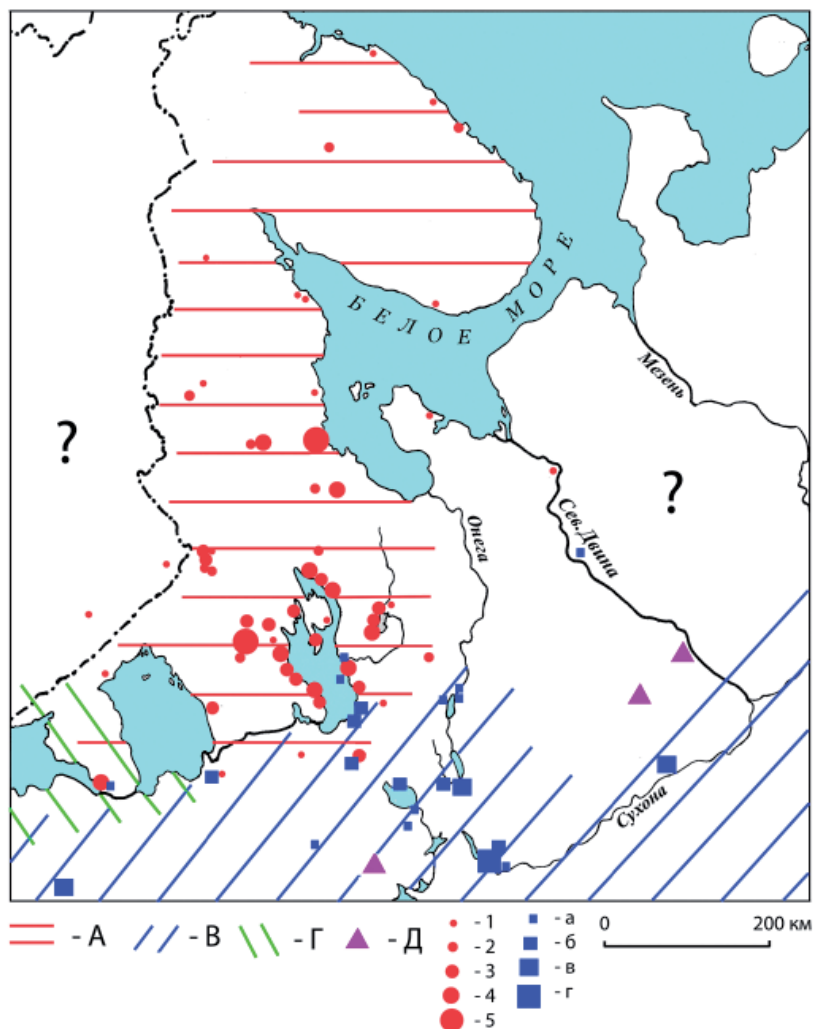 БЕЛОЕ МОРЕ
Мезень
?
?
Онега
Сев.Двина
Сухона
- А
- В
- Г
- Д
- 1
- 2
- 3
- 4
- 5
- а
- б
- в
- г
0 200 км